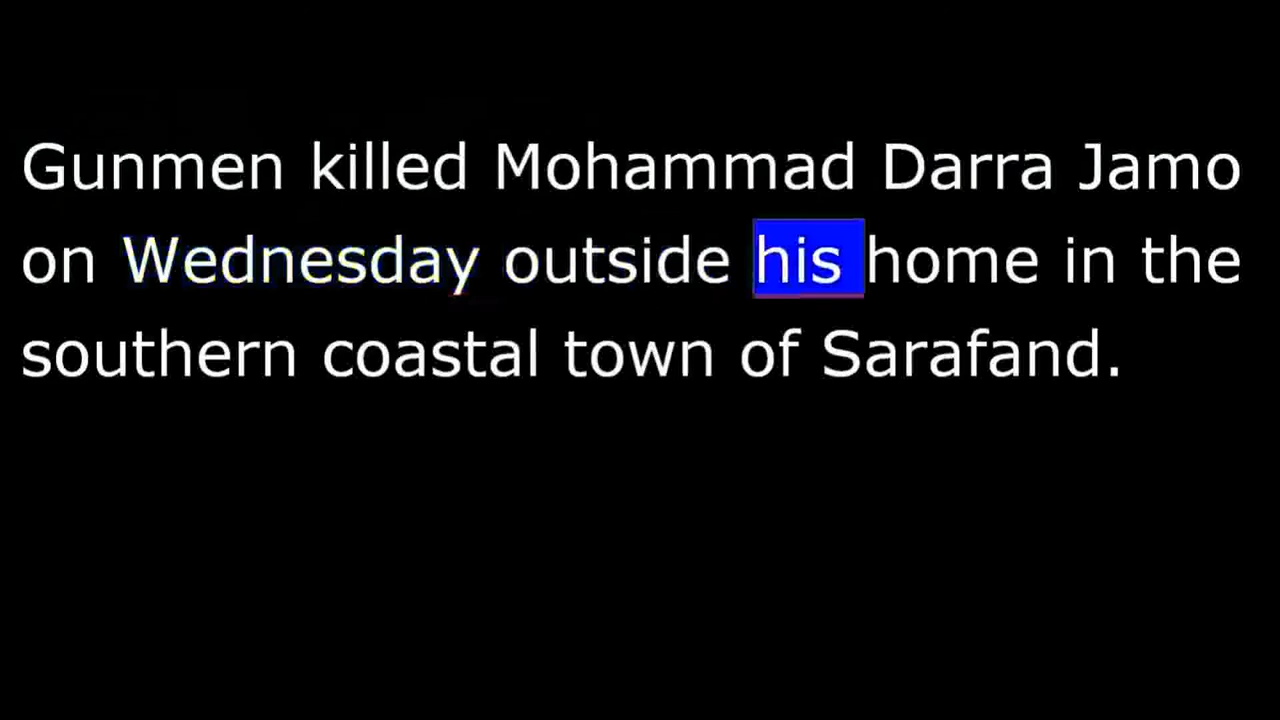 Gunmen killed Mohammad Darra Jamo
on Wednesday outside his home in the
southern coastal town of Sarafand.